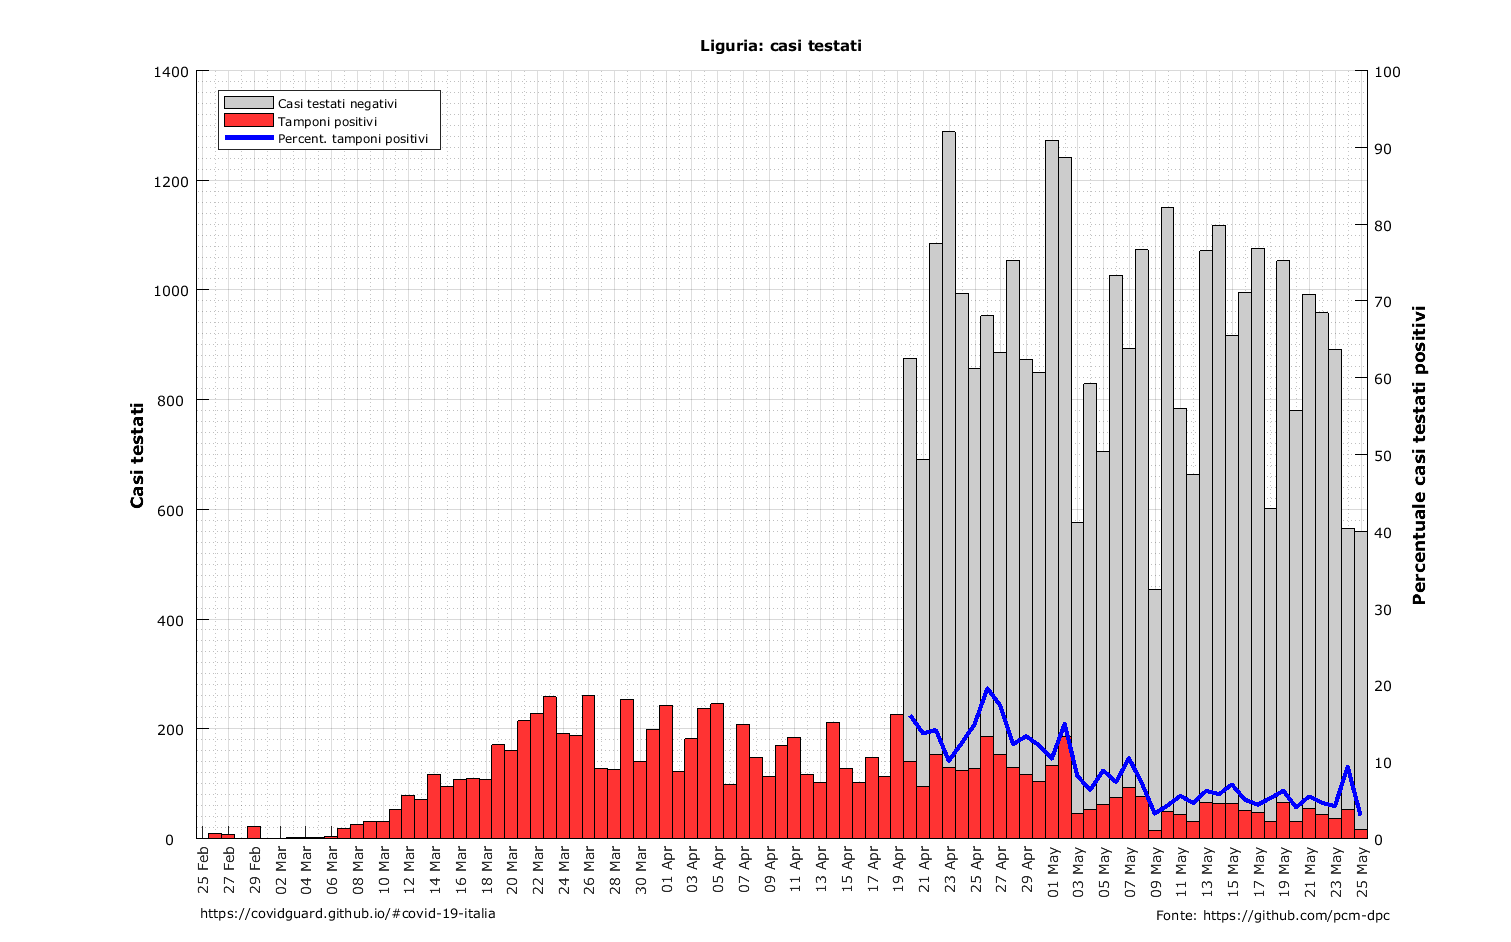 Liguria: casi testati
Casi testati negativi
Tamponi positivi
Percent. tamponi positivi
Casi testati
1400
1200
1000
800
600
400
200
0
100
90
80
70
60
50
40
30
20
10
0
Percentuale casi testati positivi
25 Feb
27 Feb
29 Feb
02 Mar
04 Mar
06 Mar
08 Mar
10 Mar
12 Mar
14 Mar
16 Mar
18 Mar
20 Mar
22 Mar
24 Mar
26 Mar
28 Mar
30 Mar
01 Apr
03 Apr
05 Apr
07 Apr
09 Apr
11 Apr
13 Apr
15 Apr
17 Apr
19 Apr
21 Apr
23 Apr
25 Apr
27 Apr
29 Apr
01 May
03 May
05 May
07 May
09 May
11 May
13 May
15 May
17 May
19 May
21 May
23 May
25 May
https://covidguard.github.io/#covid-19-italia
Fonte: https://github.com/pcm-dpc